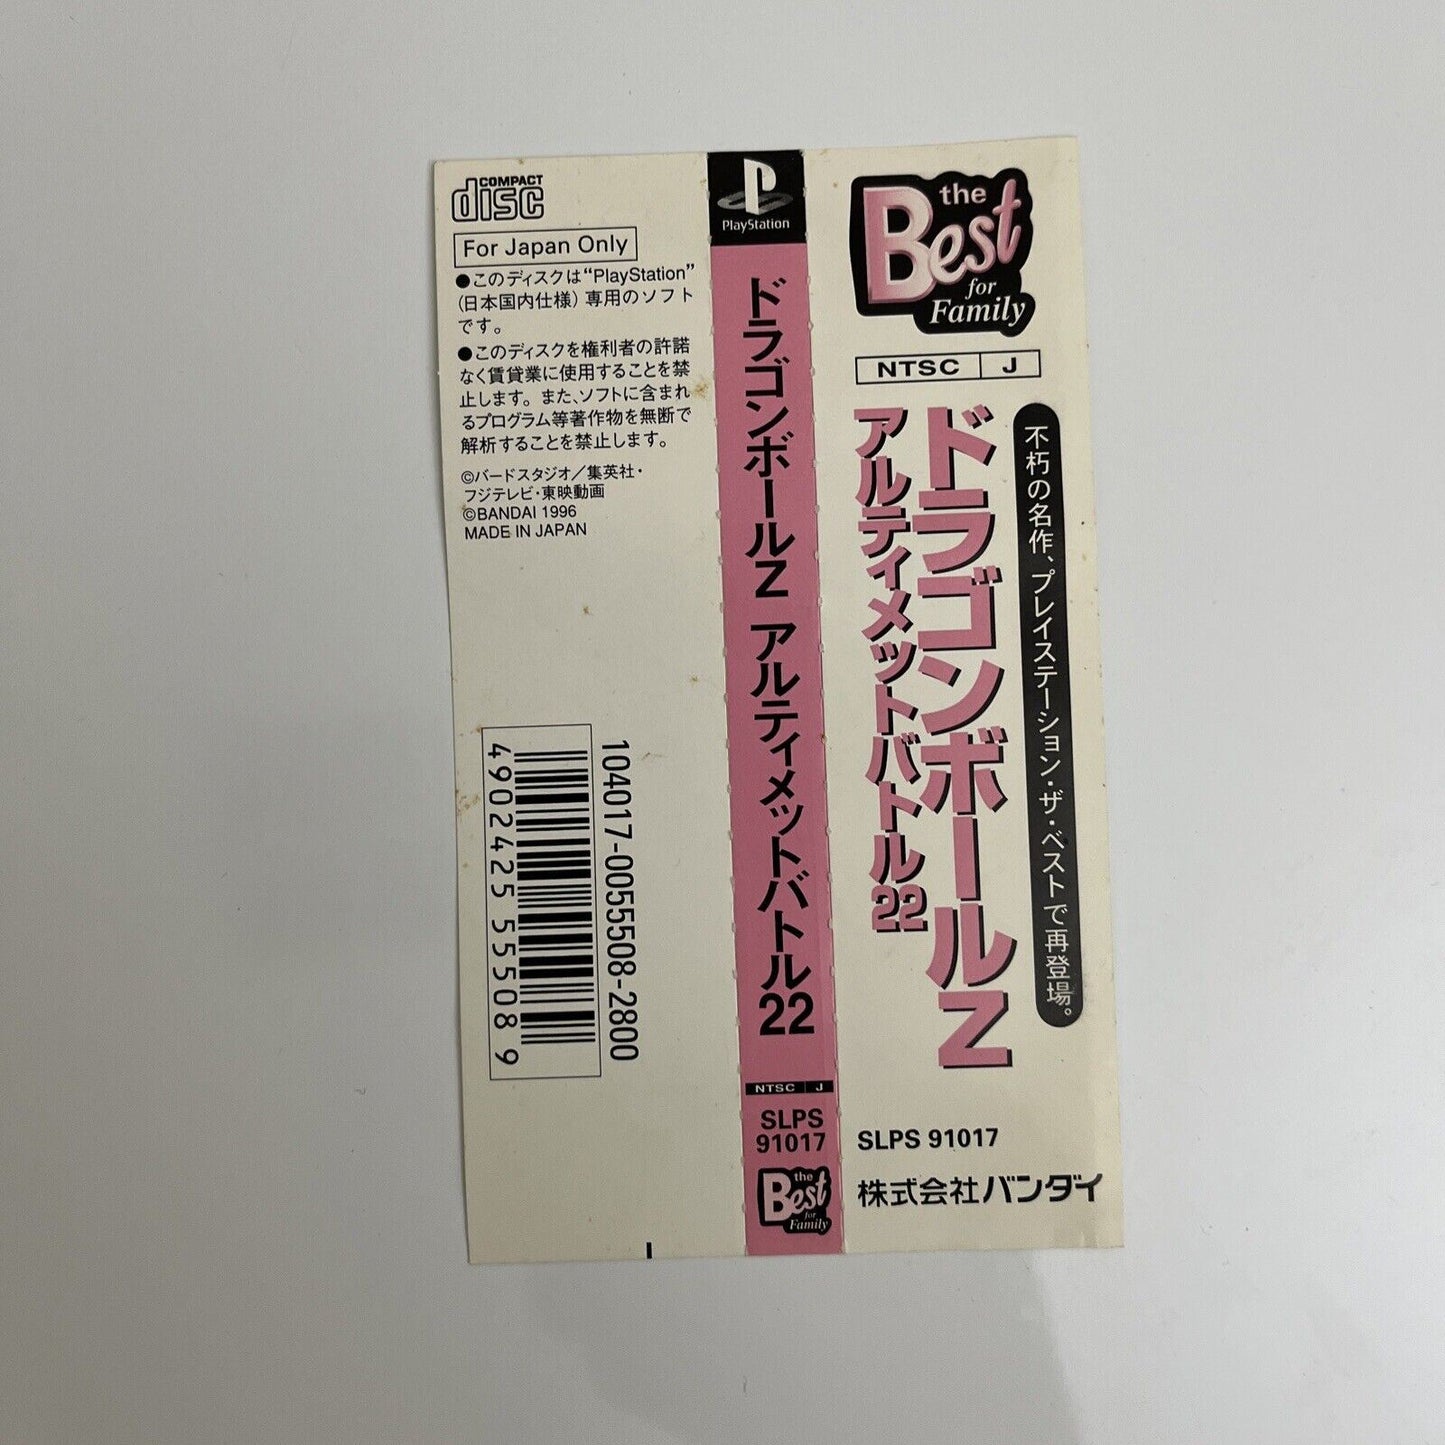 COMPACT
disc
For Japan Only
●このディスクは“PlayStation”
(日本国内仕様)専用のソフト
です。
●このディスクを権利者の許諾
なく賃貸業に使用することを禁
止します。また、ソフトに含まれ
るプログラム等著作物を無断で
解析することを禁止します。
©バードスタジオ／集英社・
フジテレビ・東映動画
©BANDAI 1996
MADE IN JAPAN
104017-0055508-2800
4902425 555089
PlayStation
ドラゴンボールZ アルティメットバトル22
NTSC J
SLPS
91017
the
Best
for
Family
the
Best
for
Family
NTSC J
不朽の名作、プレイステーション・ザ・ベストで再登場。
ドラゴンボールZ
アルティメットバトル22
SLPS 91017
株式会社バンダイ